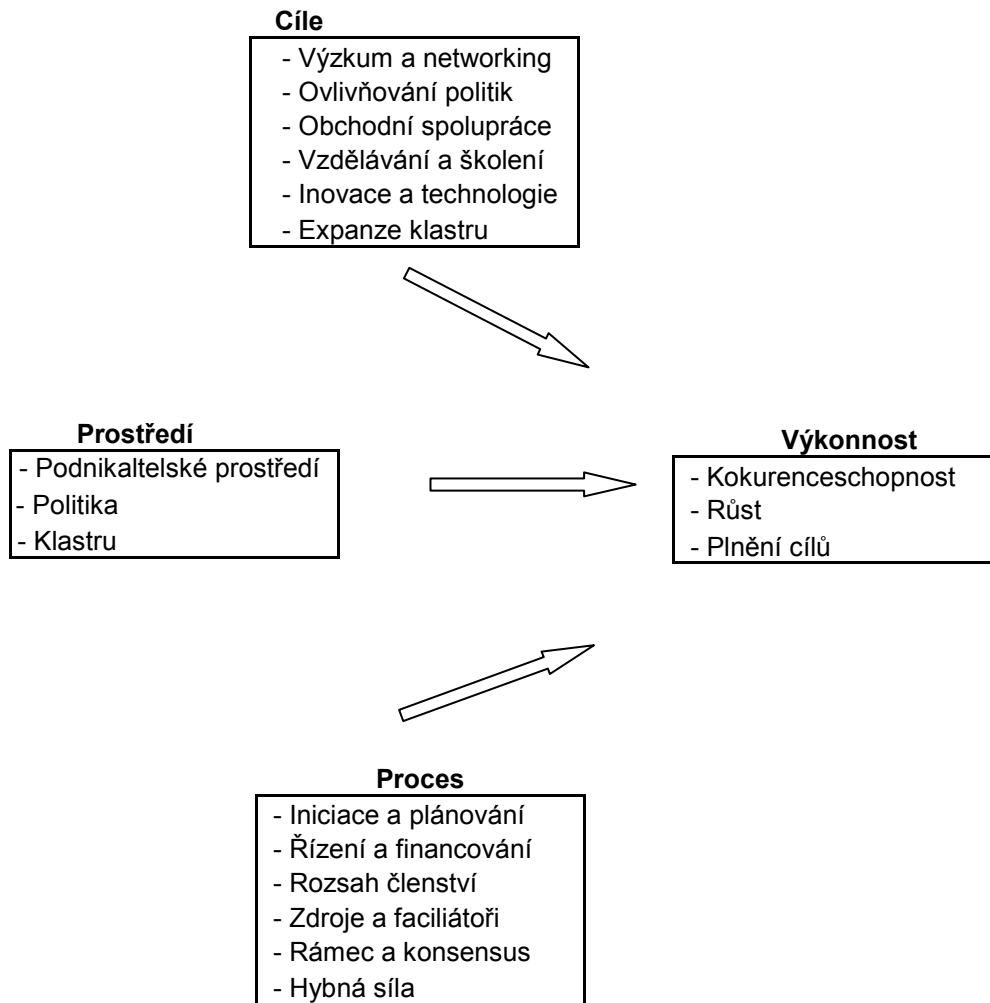 Cíle
- Výzkum a networking
- Ovlivňování politik
- Obchodní spolupráce
- Vzdělávání a školení
- Inovace a technologie
- Expanze klastru
Prostředí
- Podnikaltelské prostředí
- Politika
- Klastru
Výkonnost
- Kokurenceschopnost
- Růst
- Plnění cílů
Proces
- Iniciace a plánování
- Řízení a financování
- Rozsah členství
- Zdroje a faciliátoři
- Rámec a konsensus
- Hybná síla